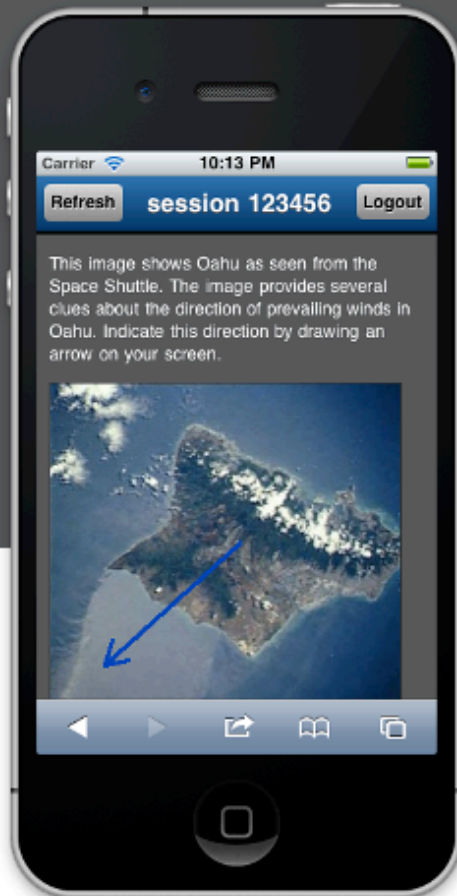 Carrier 10:13 PM
Refresh session 123456 Logout
This image shows Oahu as seen from the
Space Shuttle. The image provides several
clues about the direction of prevailing winds in
Oahu. Indicate this direction by drawing an
arrow on your screen.